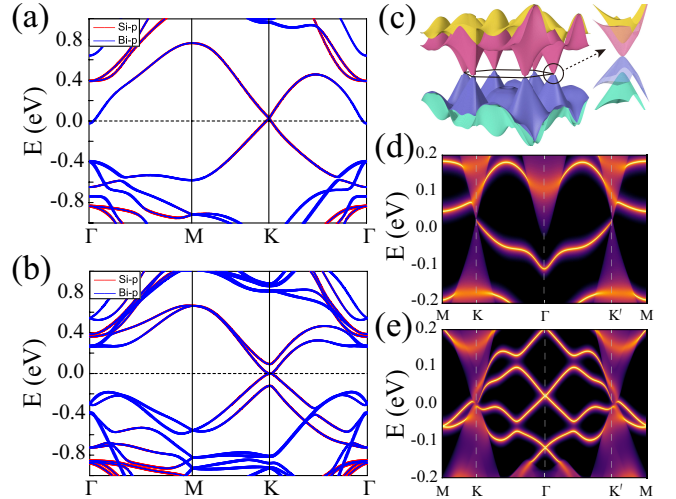 (a)
Si-p
Bi-p
0.8
0.4
0.0
-0.4
-0.8
E (eV)
Γ M K Γ
(b)
Si-p
Bi-p
0.8
0.4
0.0
-0.4
-0.8
E (eV)
Γ M K Γ
(c)
(d)
0.2
0.1
0.0
-0.1
-0.2
E (eV)
M K Γ K′ M
(e)
0.2
0.1
0.0
-0.1
-0.2
E (eV)
M K Γ K′ M